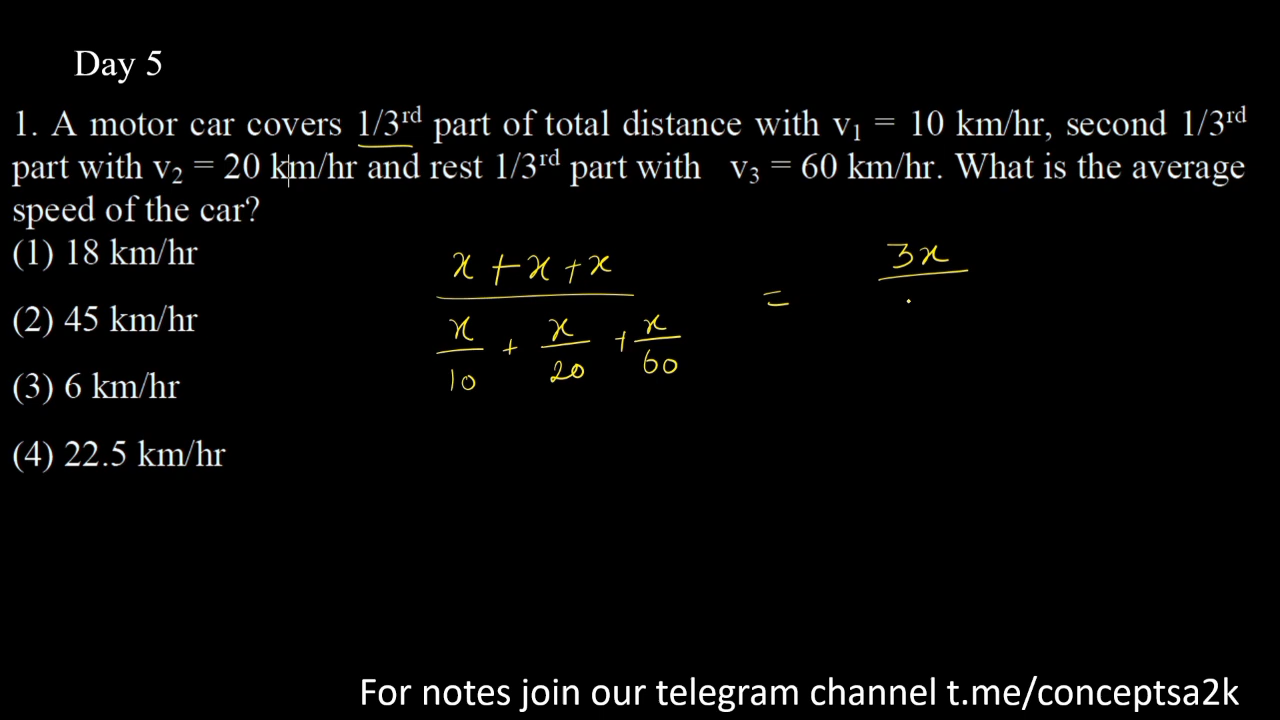 Day 5
1. A motor car covers 1/3ʳᵈ part of total distance with v₁ = 10 km/hr, second 1/3ʳᵈ
part with v₂ = 20 km/hr and rest 1/3ʳᵈ part with v₃ = 60 km/hr. What is the average
speed of the car?
(1) 18 km/hr
(2) 45 km/hr
(3) 6 km/hr
(4) 22.5 km/hr
x + x + x
x/10 + x/20 + x/60
=
3x
For notes join our telegram channel t.me/conceptsa2k